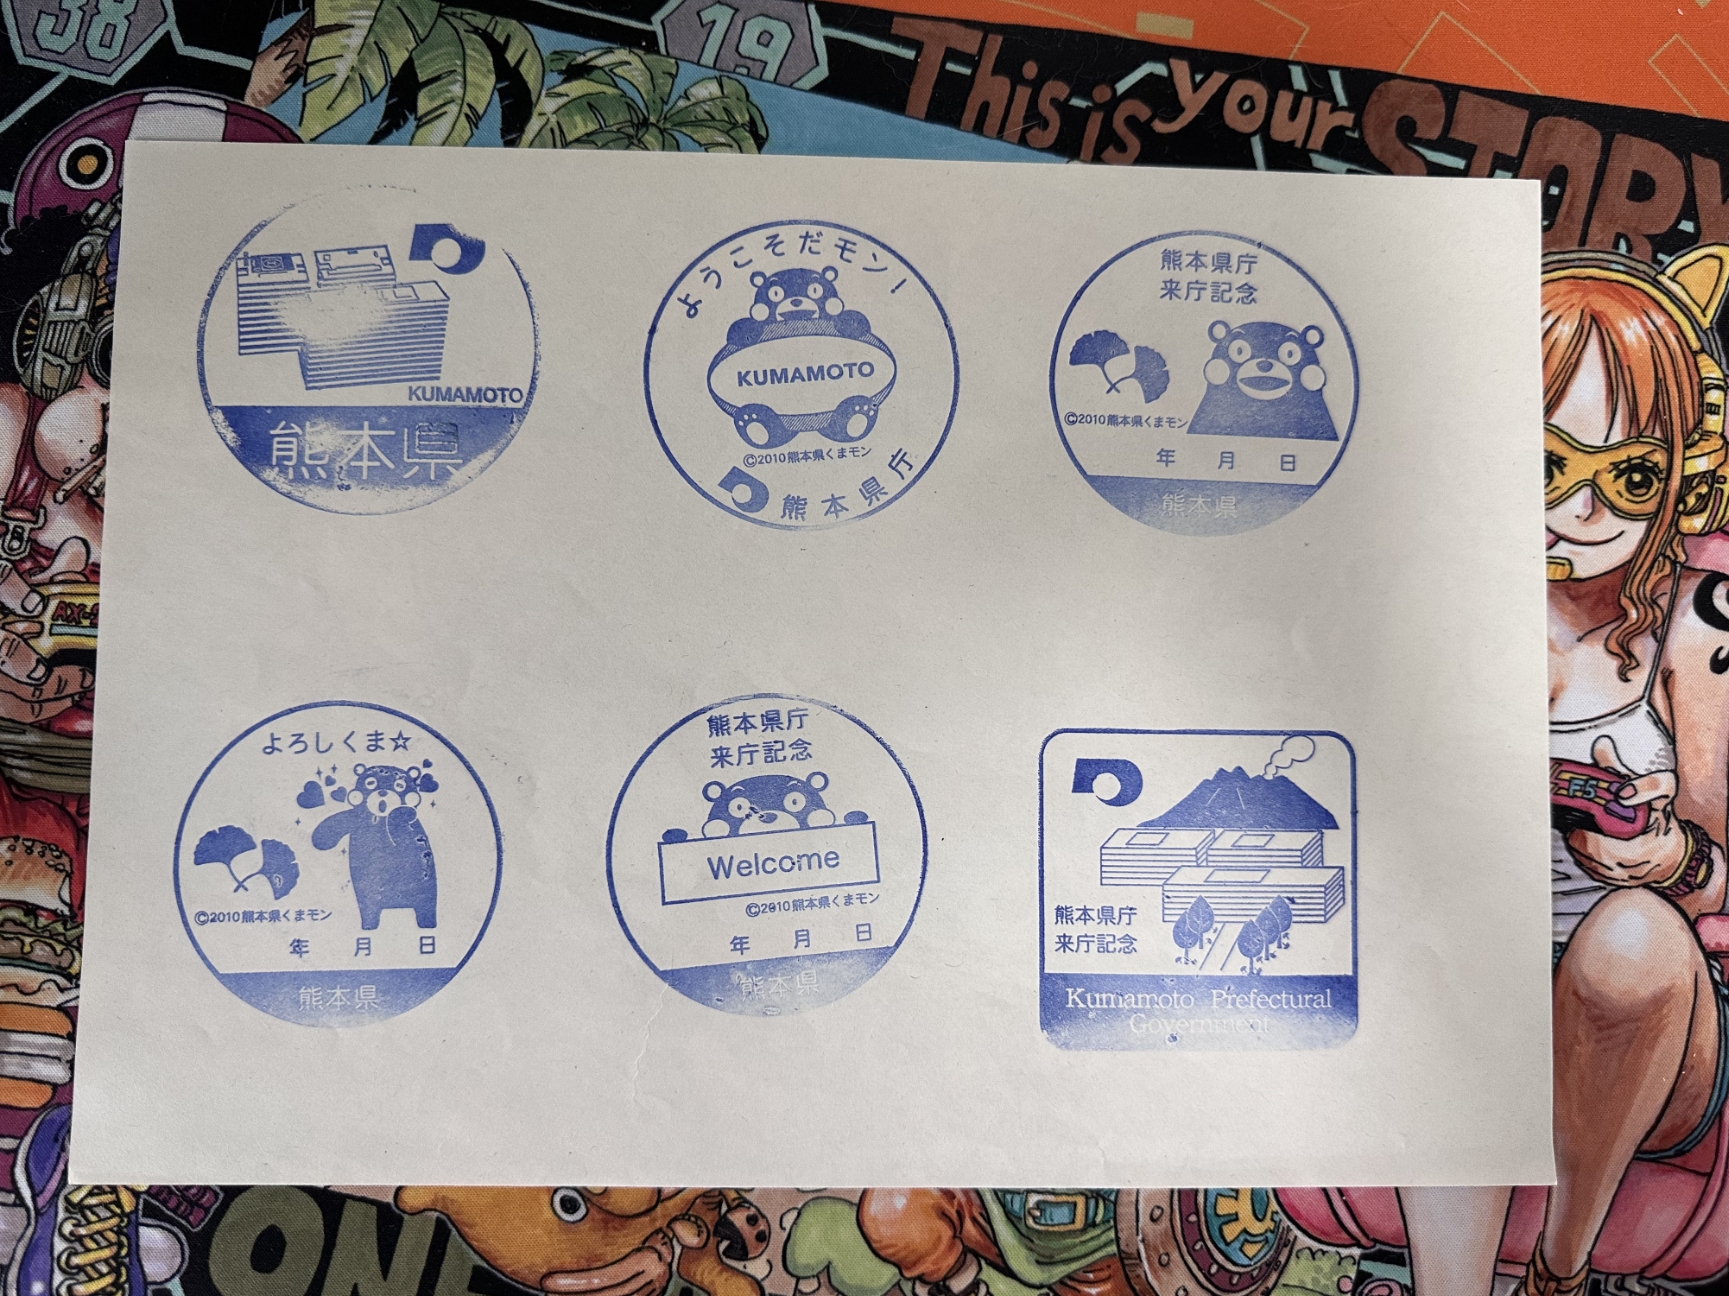 38
19
This is your STORY
KUMAMOTO
熊本県
ようこそだモン!
KUMAMOTO
©2010熊本県くまモン
熊本県庁
熊本県庁
来庁記念
©2010熊本県くまモン
年 月 日
熊本県
よろしくま☆
©2010熊本県くまモン
年 月 日
熊本県
熊本県庁
来庁記念
Welcome
©2010熊本県くまモン
年 月 日
熊本県
熊本県庁
来庁記念
Kumamoto Prefectural
Government
F5
ON